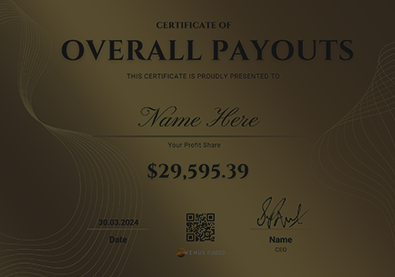 CERTIFICATE OF
OVERALL PAYOUTS
THIS CERTIFICATE IS PROUDLY PRESENTED TO
Name Here
Your Profit Share
$29,595.39
30.03.2024
Date
Name
CEO